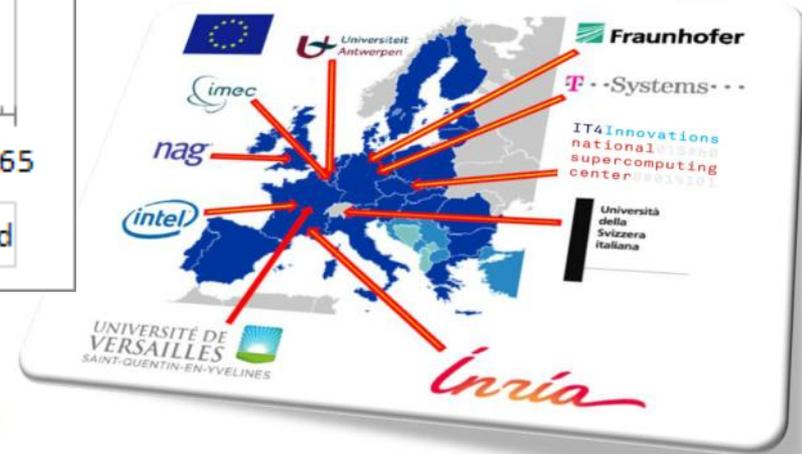 65
d
Universiteit
Antwerpen
imec
nag
intel
UNIVERSITÉ DE
VERSAILLES
SAINT-QUENTIN-EN-YVELINES
Fraunhofer
T··Systems···
IT4Innovations
national
supercomputing
center
Università
della
Svizzera
italiana
Inria